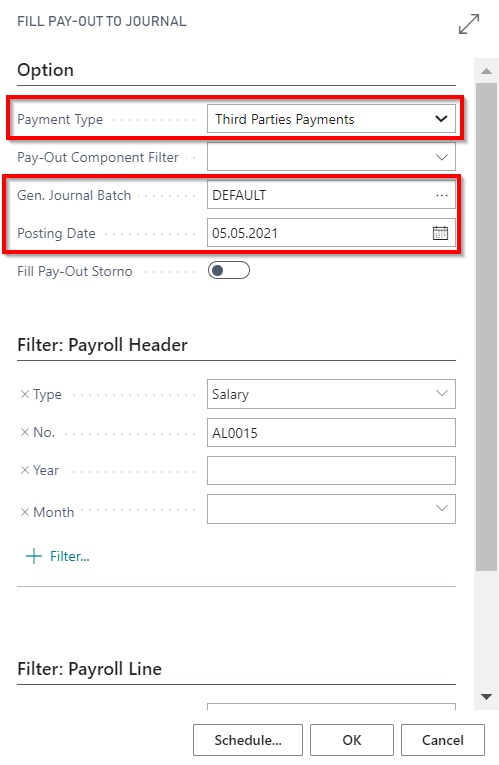 FILL PAY-OUT TO JOURNAL
Option
Payment Type Third Parties Payments
Pay-Out Component Filter
Gen. Journal Batch DEFAULT
Posting Date 05.05.2021
Fill Pay-Out Storno
Filter: Payroll Header
Type Salary
No. AL0015
Year
Month
Filter...
Filter: Payroll Line
Schedule... OK Cancel